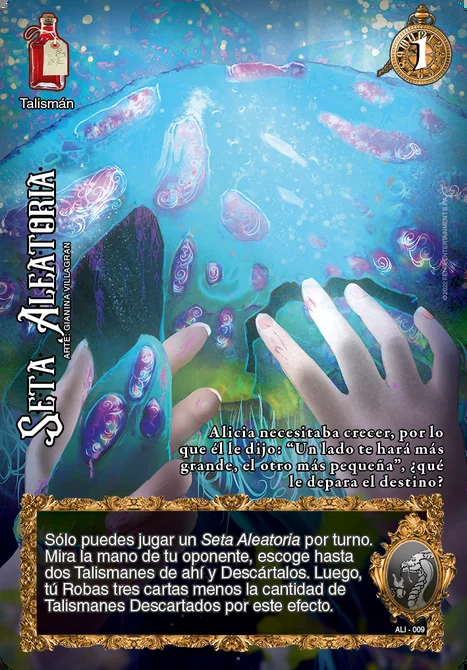 1
Talismán
SETA ALEATORIA
ARTE: GIANINA VILLAGRAN
Alicia necesitaba crecer, por lo
que él le dijo: “Un lado te hará más
grande, el otro más pequeña”, ¿qué
le depara el destino?
Sólo puedes jugar un Seta Aleatoria por turno.
Mira la mano de tu oponente, escoge hasta
dos Talismanes de ahí y Descártalos. Luego,
tú Robas tres cartas menos la cantidad de
Talismanes Descartados por este efecto.
ALI - 009